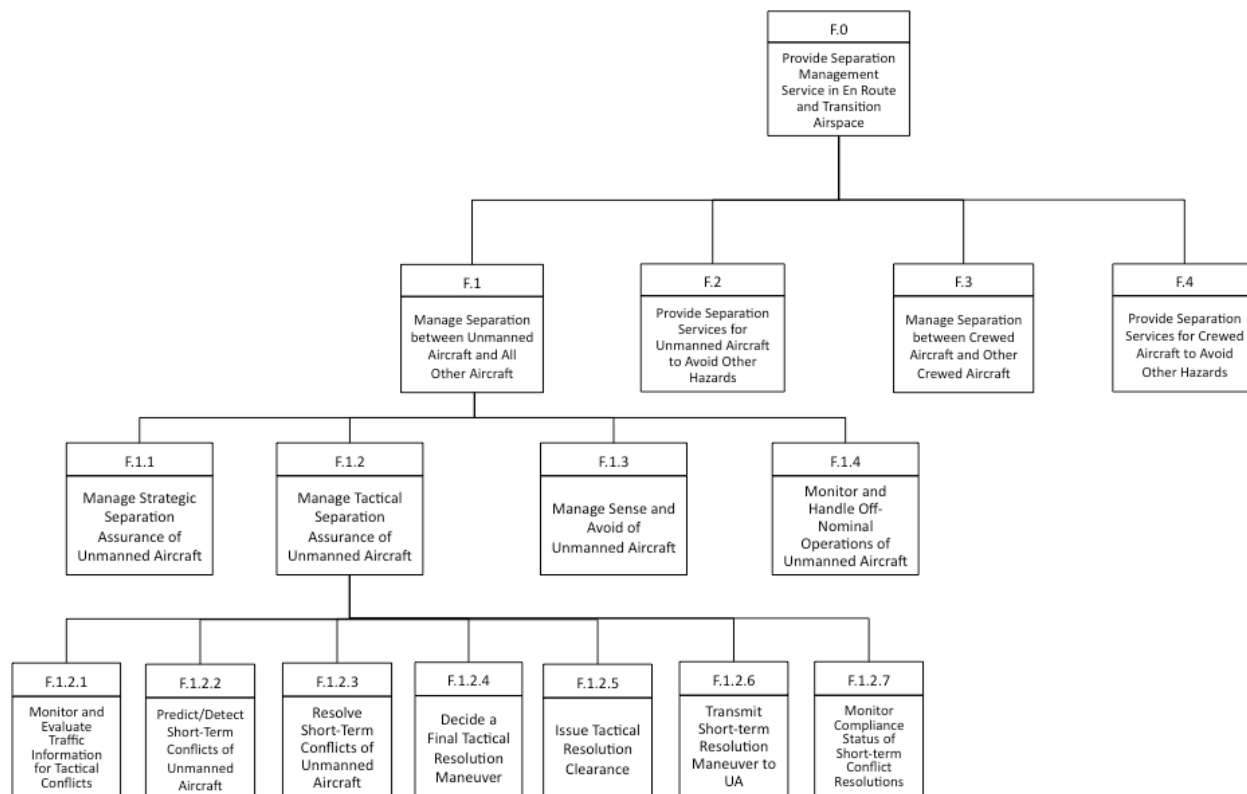 F.0
Provide Separation
Management
Service in En Route
and Transition
Airspace
F.1
Manage Separation
between Unmanned
Aircraft and All
Other Aircraft
F.2
Provide Separation
Services for
Unmanned Aircraft
to Avoid Other
Hazards
F.3
Manage Separation
between Crewed
Aircraft and Other
Crewed Aircraft
F.4
Provide Separation
Services for Crewed
Aircraft to Avoid
Other Hazards
F.1.1
Manage Strategic
Separation
Assurance of
Unmanned Aircraft
F.1.2
Manage Tactical
Separation
Assurance of
Unmanned Aircraft
F.1.3
Manage Sense and
Avoid of
Unmanned Aircraft
F.1.4
Monitor and
Handle Off-
Nominal
Operations of
Unmanned Aircraft
F.1.2.1
Monitor and
Evaluate Traffic
Information
for Tactical
Conflicts
F.1.2.2
Predict/Detect
Short-Term
Conflicts of
Unmanned
Aircraft
F.1.2.3
Resolve
Short-Term
Conflicts of
Unmanned
Aircraft
F.1.2.4
Decide a
Final Tactical
Resolution
Maneuver
F.1.2.5
Issue Tactical
Resolution
Clearance
F.1.2.6
Transmit
Short-term
Resolution
Maneuver to
UA
F.1.2.7
Monitor
Compliance
Status of
Short-term
Conflict
Resolutions